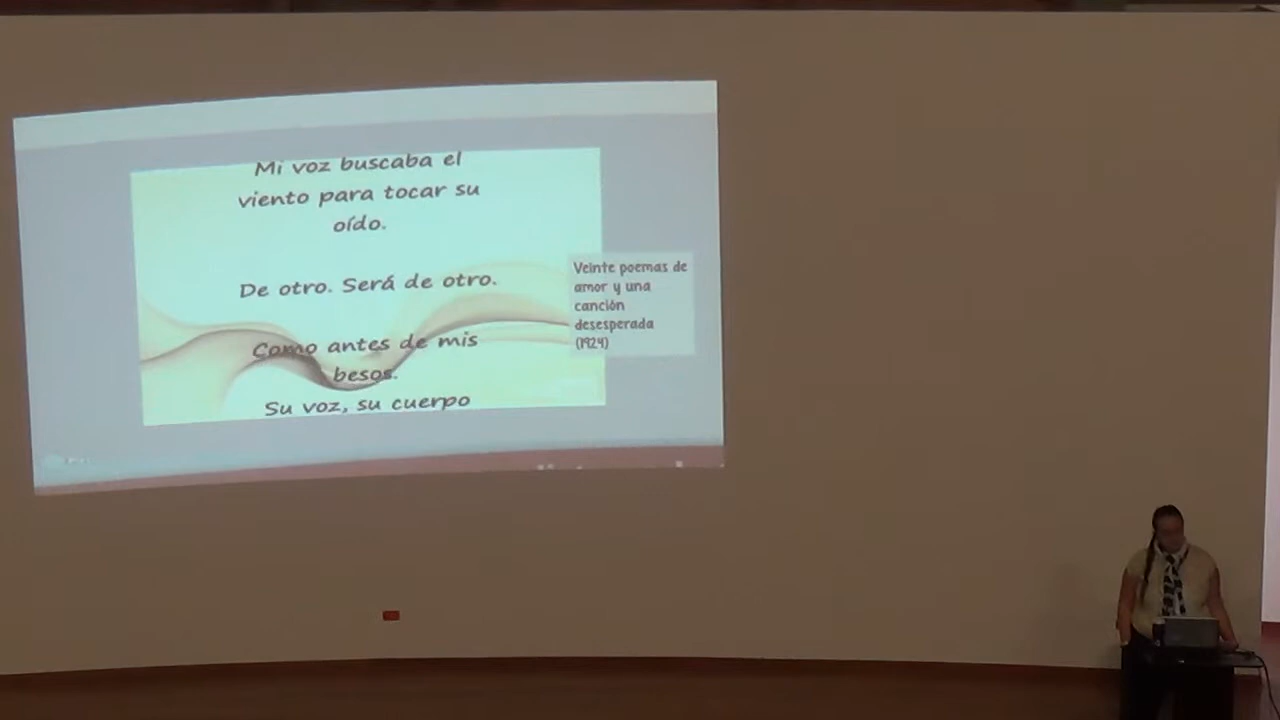 Mi voz buscaba el
viento para tocar su
oído.
De otro. Será de otro.
Como antes de mis
besos.
Su voz, su cuerpo
Veinte poemas de
amor y una
canción
desesperada
(1924)